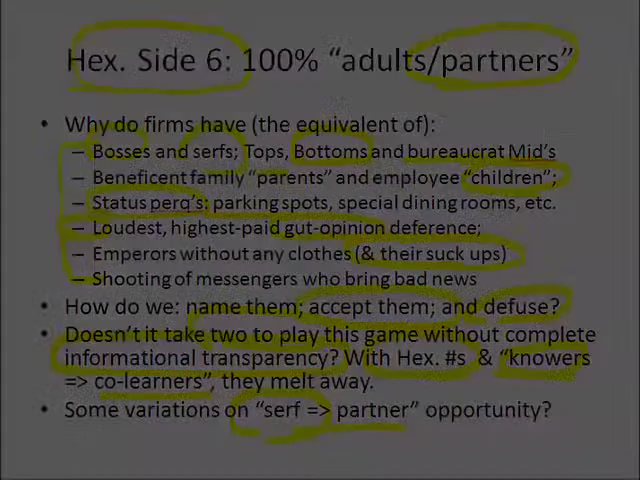 Hex. Side 6: 100% “adults/partners”
• Why do firms have (the equivalent of):
– Bosses and serfs; Tops, Bottoms and bureaucrat Mid’s
– Beneficent family “parents” and employee “children”;
– Status perq’s: parking spots, special dining rooms, etc.
– Loudest, highest-paid gut-opinion deference;
– Emperors without any clothes (& their suck ups)
– Shooting of messengers who bring bad news
• How do we: name them; accept them; and defuse?
• Doesn’t it take two to play this game without complete
informational transparency? With Hex. #s & “knowers
=> co-learners”, they melt away.
• Some variations on “serf => partner” opportunity?